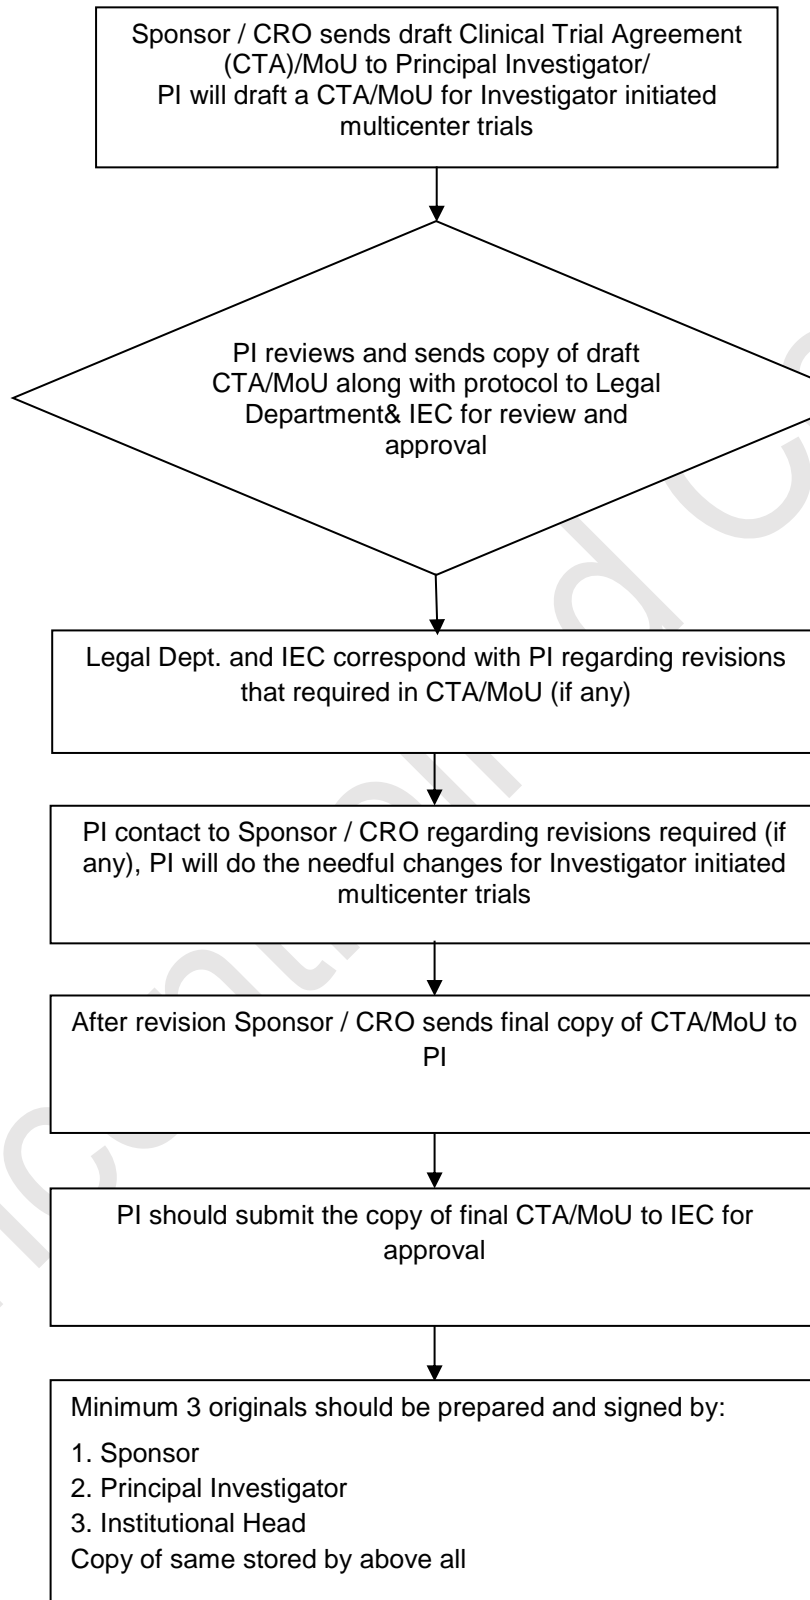 Sponsor / CRO sends draft Clinical Trial Agreement
(CTA)/MoU to Principal Investigator/
PI will draft a CTA/MoU for Investigator initiated
multicenter trials
PI reviews and sends copy of draft
CTA/MoU along with protocol to Legal
Department& IEC for review and
approval
Legal Dept. and IEC correspond with PI regarding revisions
that required in CTA/MoU (if any)
PI contact to Sponsor / CRO regarding revisions required (if
any), PI will do the needful changes for Investigator initiated
multicenter trials
After revision Sponsor / CRO sends final copy of CTA/MoU to
PI
PI should submit the copy of final CTA/MoU to IEC for
approval
Minimum 3 originals should be prepared and signed by:
1. Sponsor
2. Principal Investigator
3. Institutional Head
Copy of same stored by above all